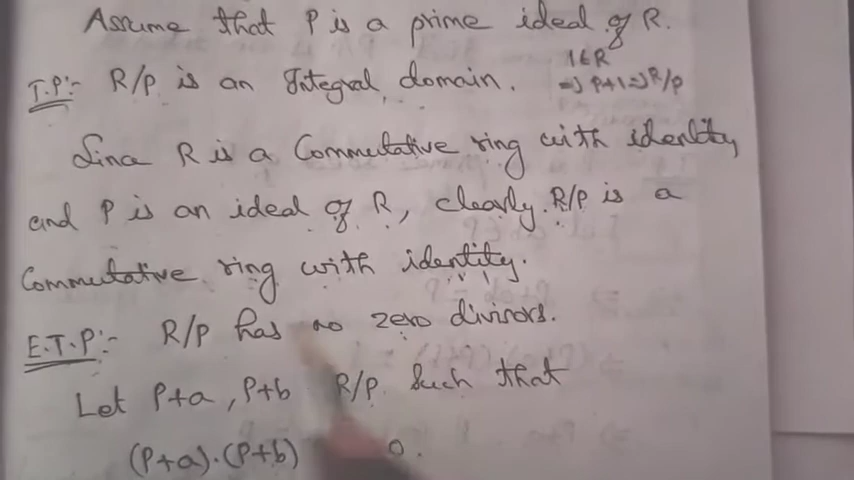 Assume that P is a prime ideal of R.
T.P:- R/P is an Integral domain.
1∈R
⇒ P+1 ⇒ R/P
Since R is a Commutative ring with identity
and P is an ideal of R, clearly R/P is a
Commutative ring with identity.
E.T.P:- R/P has no zero divisors.
Let P+a, P+b R/P Such that
(P+a).(P+b) 0.